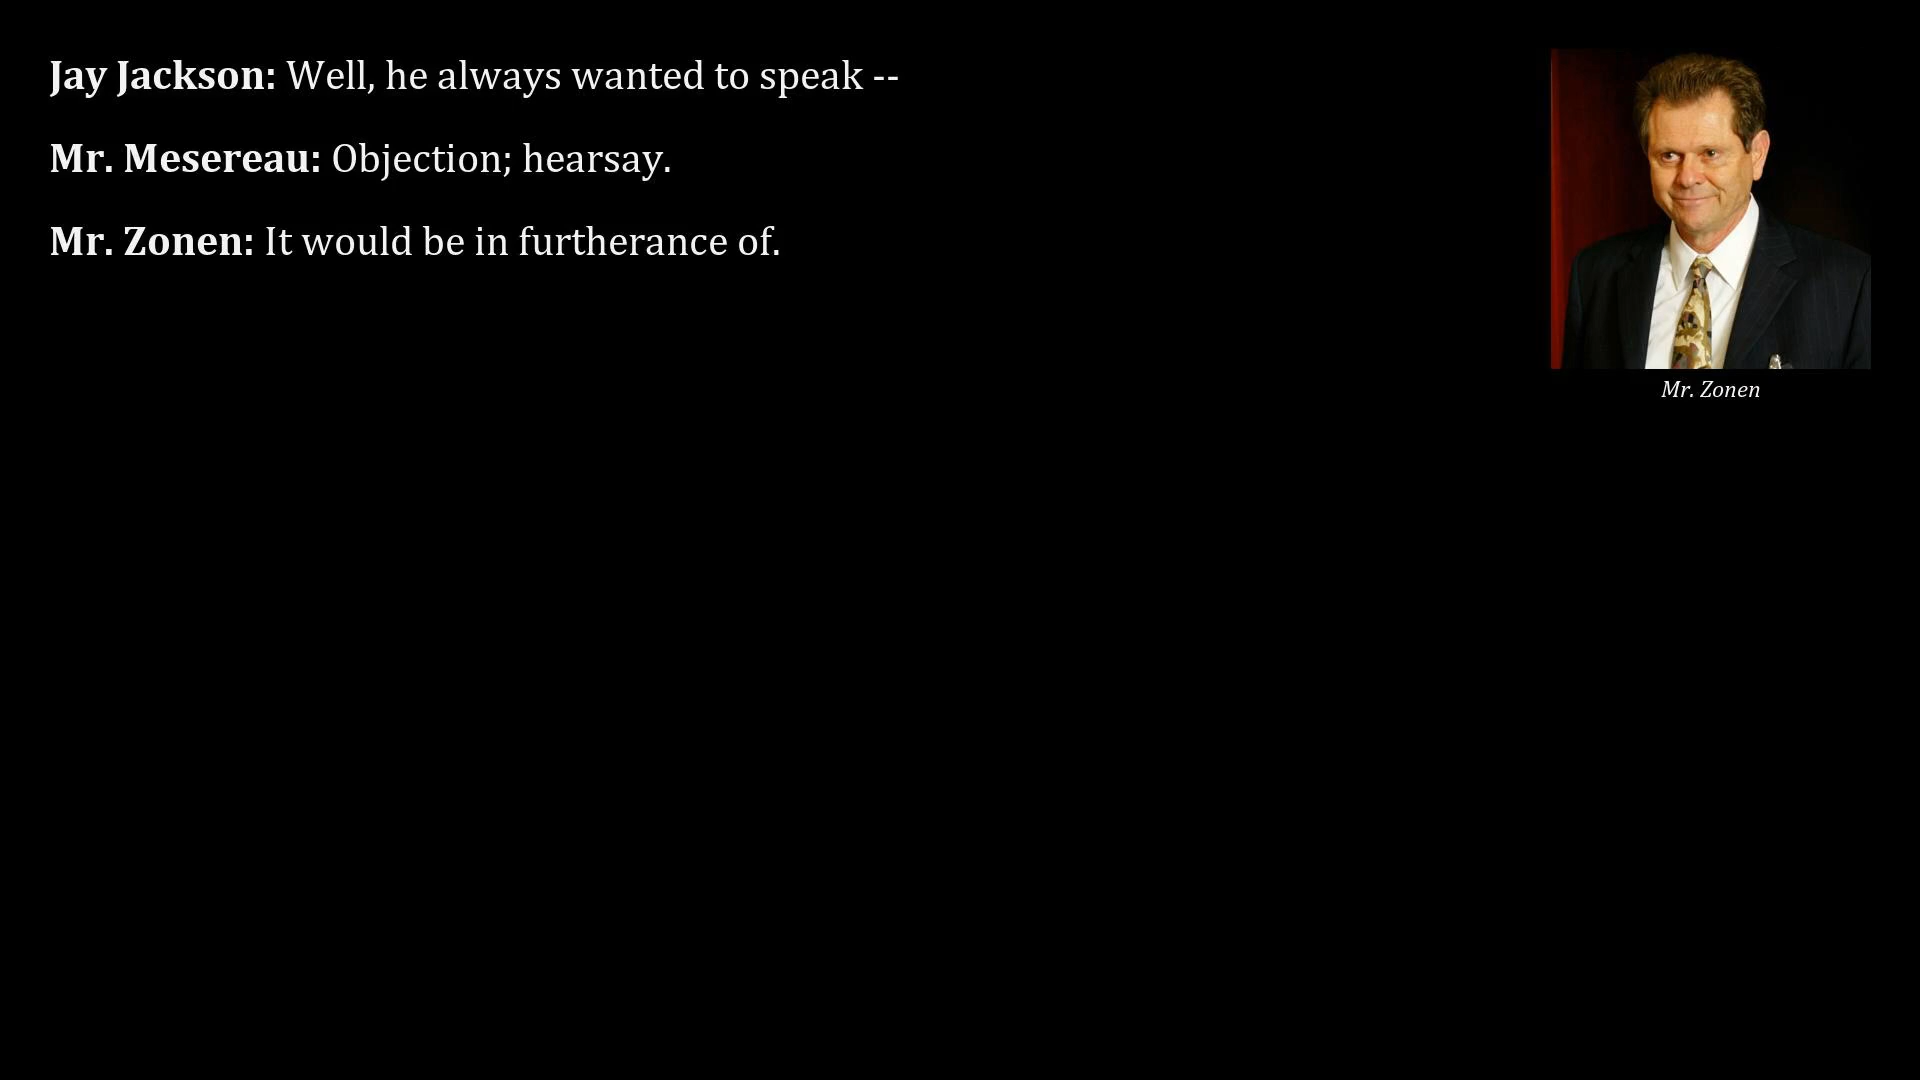 Jay Jackson: Well, he always wanted to speak --
Mr. Mesereau: Objection; hearsay.
Mr. Zonen: It would be in furtherance of.
Mr. Zonen